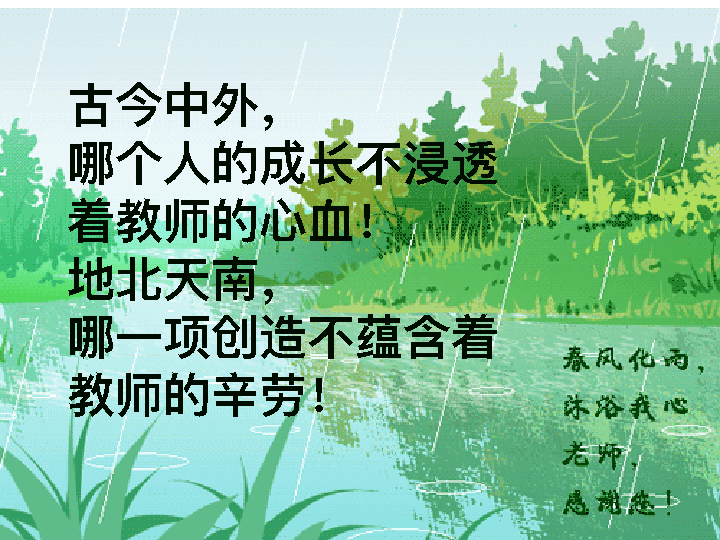 古今中外，
哪个人的成长不浸透
着教师的心血！
地北天南，
哪一项创造不蕴含着
教师的辛劳！
春风化雨，
沐浴我心
老师，
感谢您！